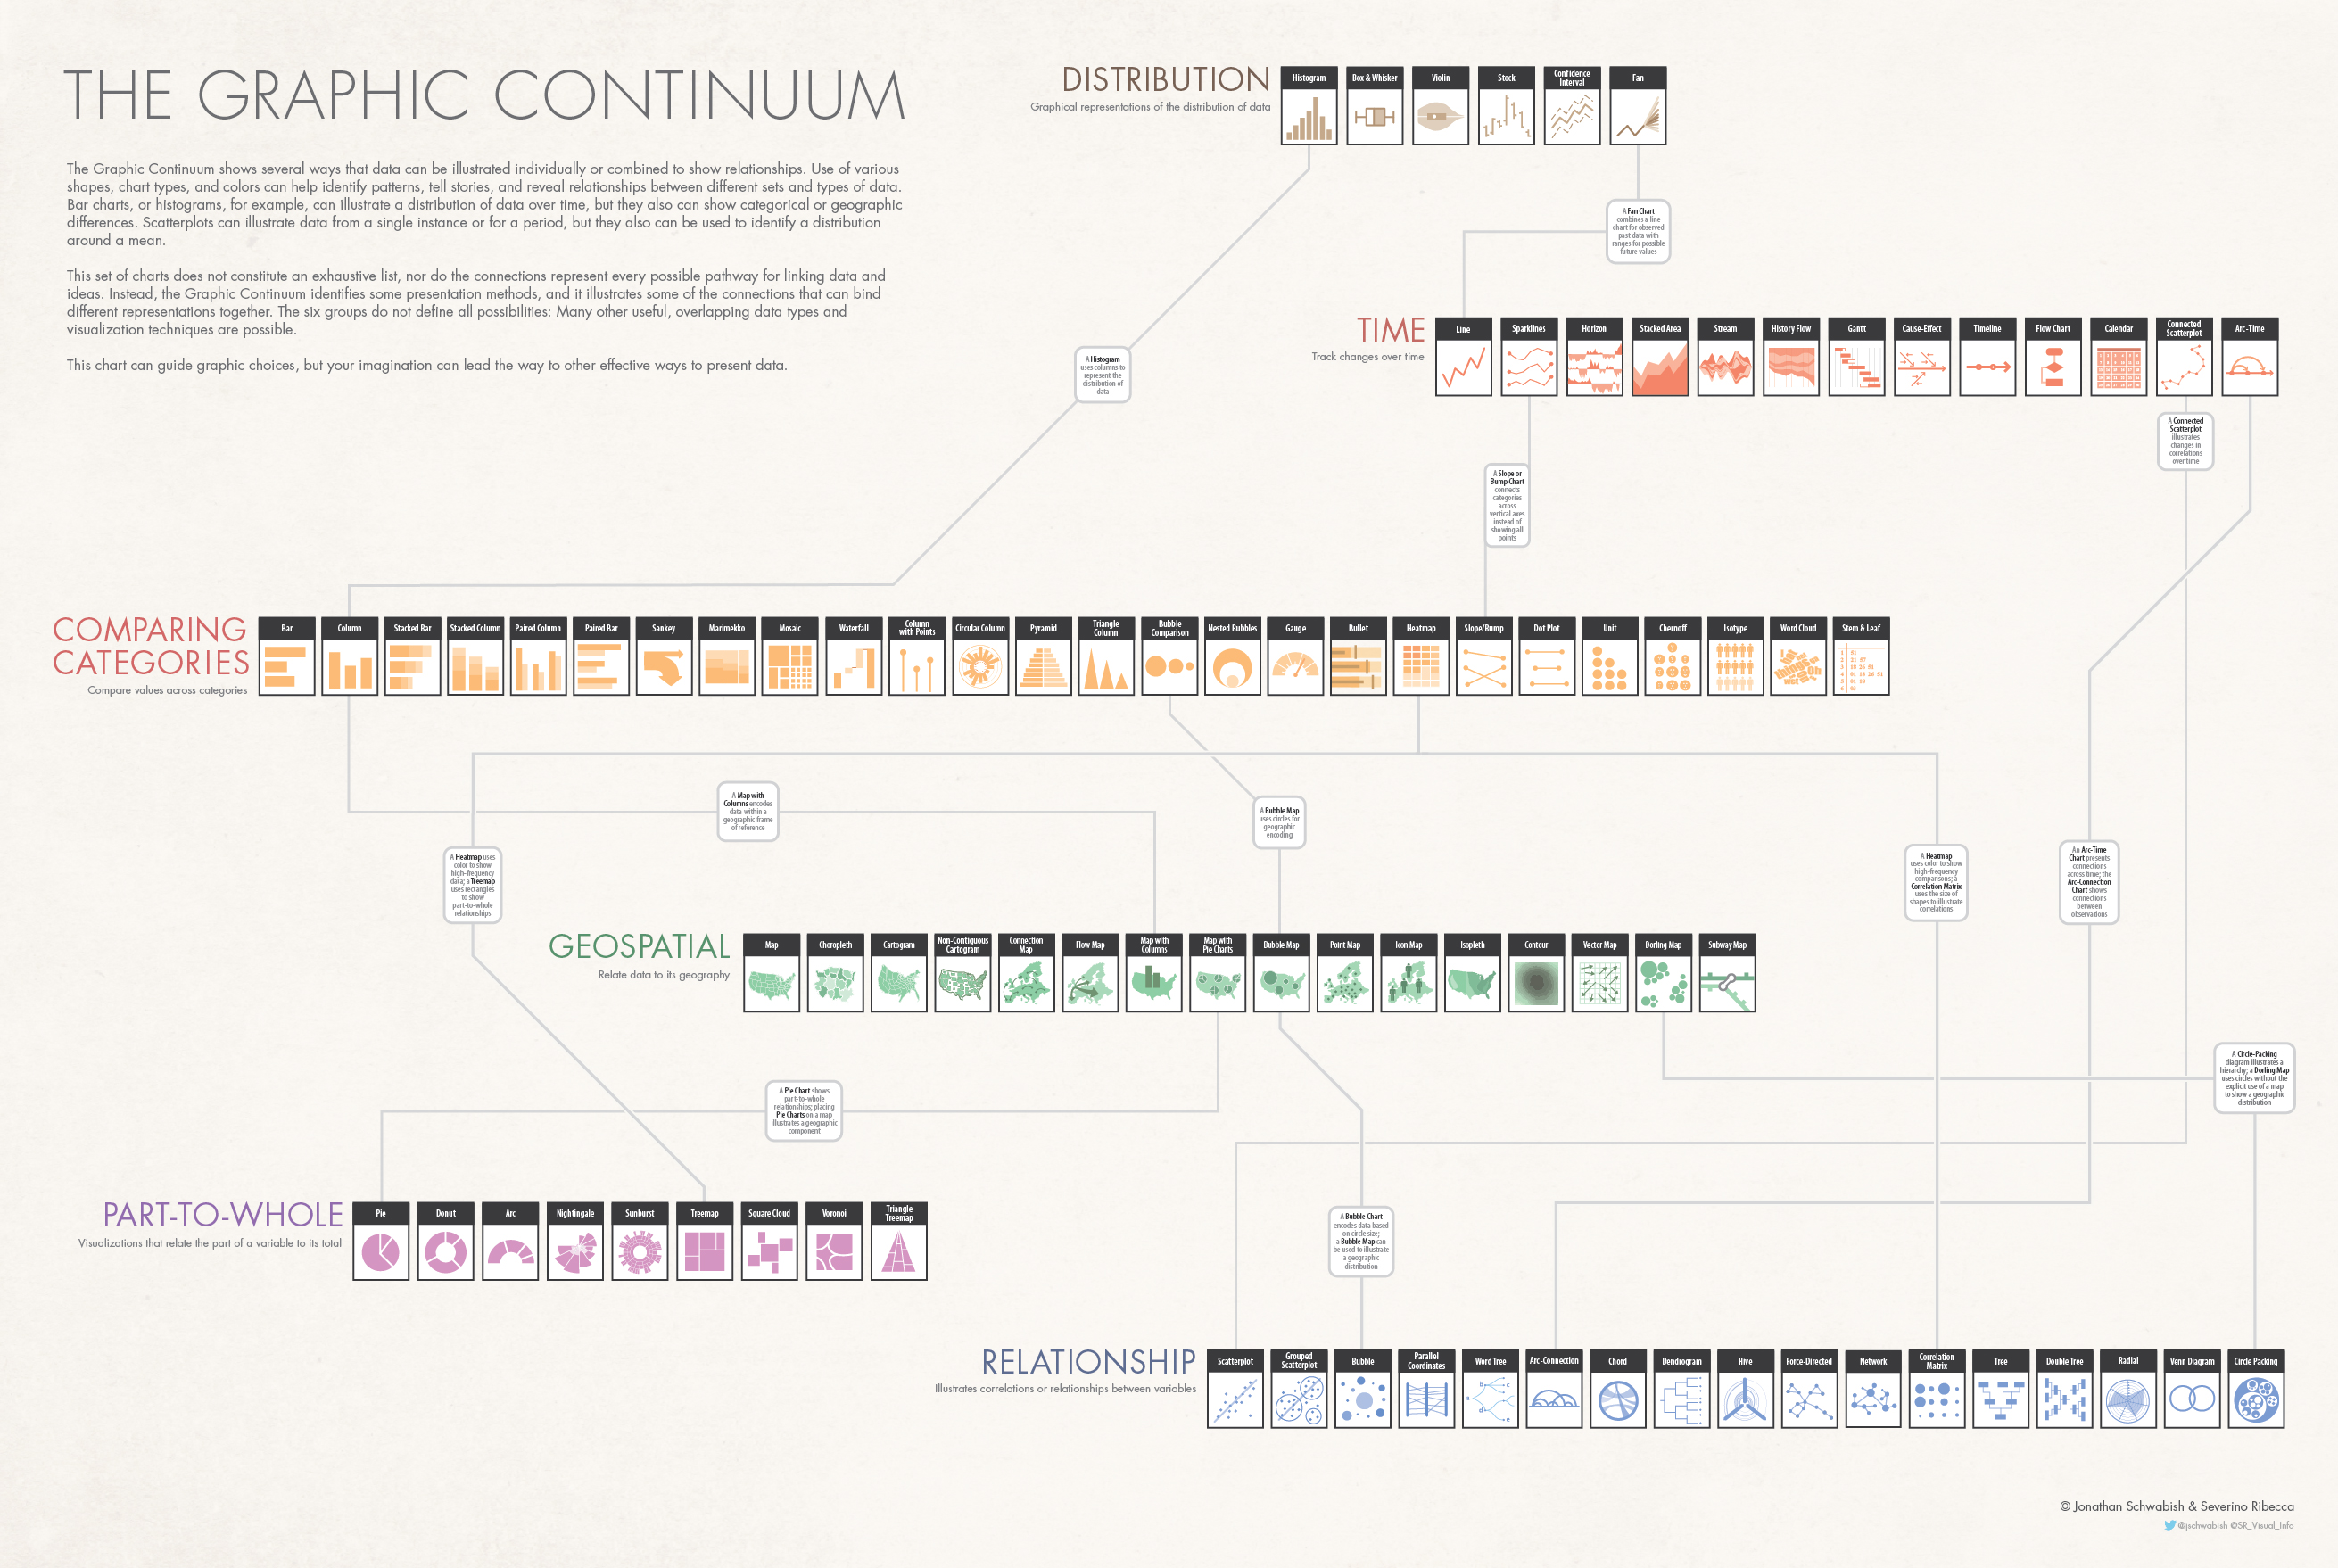 THE GRAPHIC CONTINUUM
The Graphic Continuum shows several ways that data can be illustrated individually or combined to show relationships. Use of various
shapes, chart types, and colors can help identify patterns, tell stories, and reveal relationships between different sets and types of data.
Bar charts, or histograms, for example, can illustrate a distribution of data over time, but they also can show categorical or geographic
differences. Scatterplots can illustrate data from a single instance or for a period, but they also can be used to identify a distribution
around a mean.
This set of charts does not constitute an exhaustive list, nor do the connections represent every possible pathway for linking data and
ideas. Instead, the Graphic Continuum identifies some presentation methods, and it illustrates some of the connections that can bind
different representations together. The six groups do not define all possibilities: Many other useful, overlapping data types and
visualization techniques are possible.
This chart can guide graphic choices, but your imagination can lead the way to other effective ways to present data.
DISTRIBUTION
Graphical representations of the distribution of data
Histogram
Box & Whisker
Violin
Stock
Confidence
Interval
Fan
A Fan Chart
combines a line
chart for observed
past data with
ranges for possible
future values
TIME
Track changes over time
Line
Sparklines
Horizon
Stacked Area
Stream
History Flow
Gantt
Cause-Effect
Timeline
Flow Chart
Calendar
Connected
Scatterplot
Arc-Time
A Histogram
uses columns to
represent the
distribution of
data
A Connected
Scatterplot
illustrates
changes in
correlations
over time
A Slope or
Bump Chart
connects
categories
across
vertical axes
instead of
showing all
points
COMPARING
CATEGORIES
Compare values across categories
Bar
Column
Stacked Bar
Stacked Column
Paired Column
Paired Bar
Sankey
Marimekko
Mosaic
Waterfall
Column
with Points
Circular Column
Pyramid
Triangle
Column
Bubble
Comparison
Nested Bubbles
Gauge
Bullet
Heatmap
Slope/Bump
Dot Plot
Unit
Chernoff
Isotype
Word Cloud
Stem & Leaf
A Map with
Columns encodes
data within a
geographic frame
of reference
A Bubble Map
uses circles for
geographic
encoding
A Heatmap uses
color to show
high-frequency
data; a Treemap
uses rectangles
to show
part-to-whole
relationships
A Heatmap
uses color to show
high-frequency
comparisons; a
Correlation Matrix
uses the size of
shapes to illustrate
correlations
An Arc-Time
Chart presents
connections
across time; the
Arc-Connection
Chart shows
connections
between
observations
GEOSPATIAL
Relate data to its geography
Map
Choropleth
Cartogram
Non-Contiguous
Cartogram
Connection
Map
Flow Map
Map with
Columns
Map with
Pie Charts
Bubble Map
Point Map
Icon Map
Isopleth
Contour
Vector Map
Dorling Map
Subway Map
A Circle-Packing
diagram illustrates a
hierarchy; a Dorling Map
uses circles without the
explicit use of a map
to show a geographic
distribution
A Pie Chart shows
part-to-whole
relationships; placing
Pie Charts on a map
illustrates a geographic
component
PART-TO-WHOLE
Visualizations that relate the part of a variable to its total
Pie
Donut
Arc
Nightingale
Sunburst
Treemap
Square Cloud
Voronoi
Triangle
Treemap
A Bubble Chart
encodes data based
on circle size;
a Bubble Map can
be used to illustrate
a geographic
distribution
RELATIONSHIP
Illustrates correlations or relationships between variables
Scatterplot
Grouped
Scatterplot
Bubble
Parallel
Coordinates
Word Tree
Arc-Connection
Chord
Dendrogram
Hive
Force-Directed
Network
Correlation
Matrix
Tree
Double Tree
Radial
Venn Diagram
Circle Packing
© Jonathan Schwabish & Severino Ribecca
@jschwabish @SR_Visual_Info